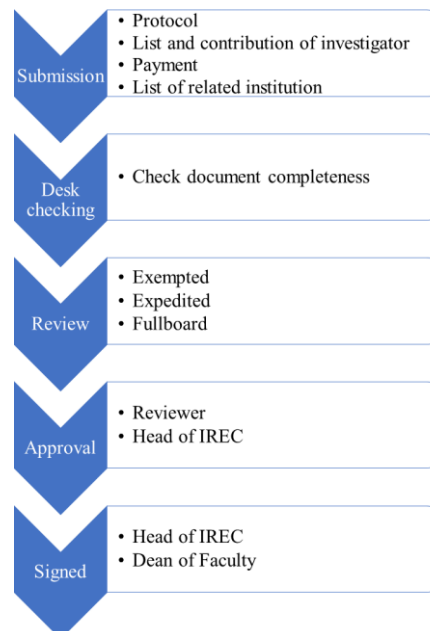 Submission
• Protocol
• List and contribution of investigator
• Payment
• List of related institution
Desk
checking
• Check document completeness
Review
• Exempted
• Expedited
• Fullboard
Approval
• Reviewer
• Head of IREC
Signed
• Head of IREC
• Dean of Faculty